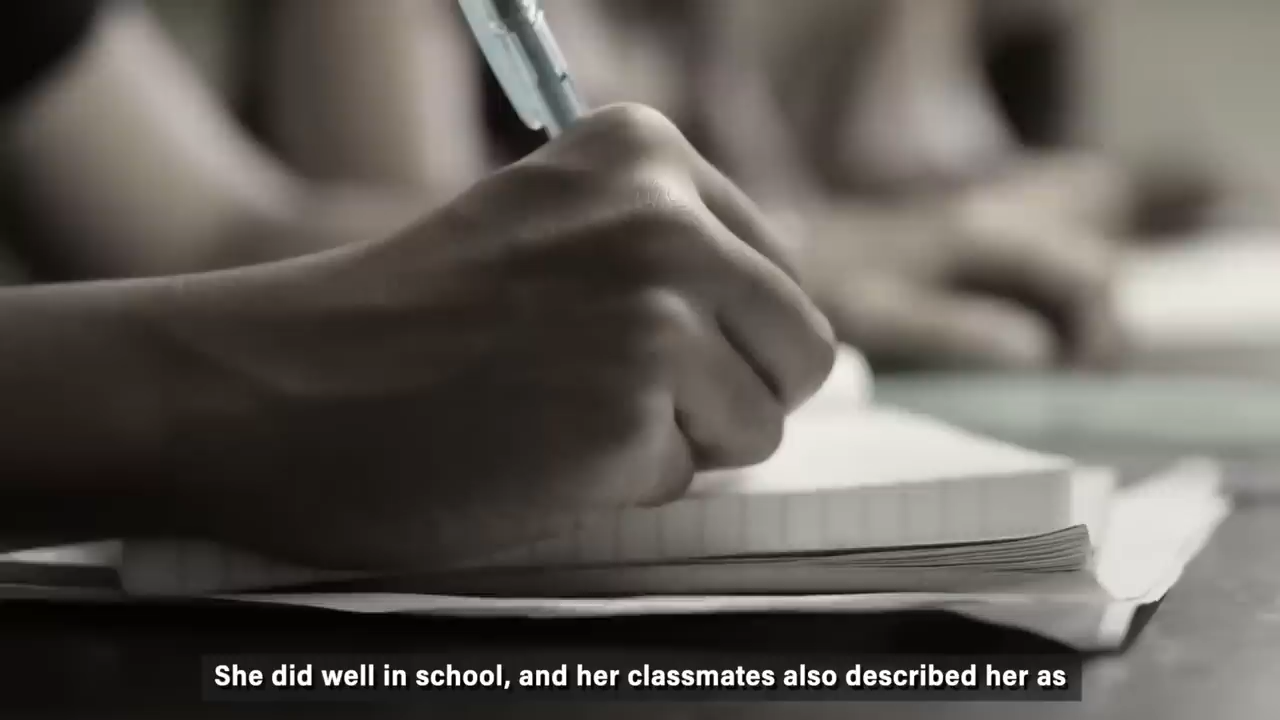 She did well in school, and her classmates also described her as